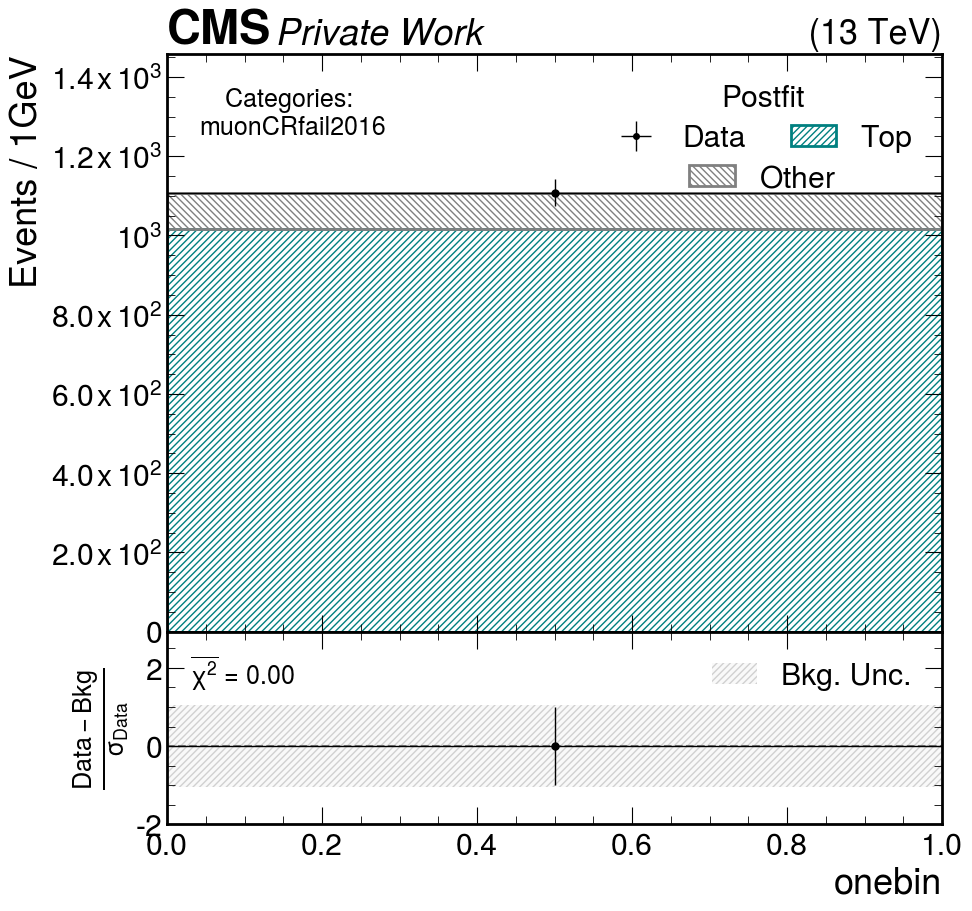 CMS Private Work (13 TeV)
Events / 1GeV
1.4 x 10³
1.2 x 10³
10³
8.0 x 10²
6.0 x 10²
4.0 x 10²
2.0 x 10²
0
Categories:
muonCRfail2016
Postfit
Data Top
Other
Data – Bkg
σData
2
0
-2
χ² = 0.00
Bkg. Unc.
0.0 0.2 0.4 0.6 0.8 1.0
onebin